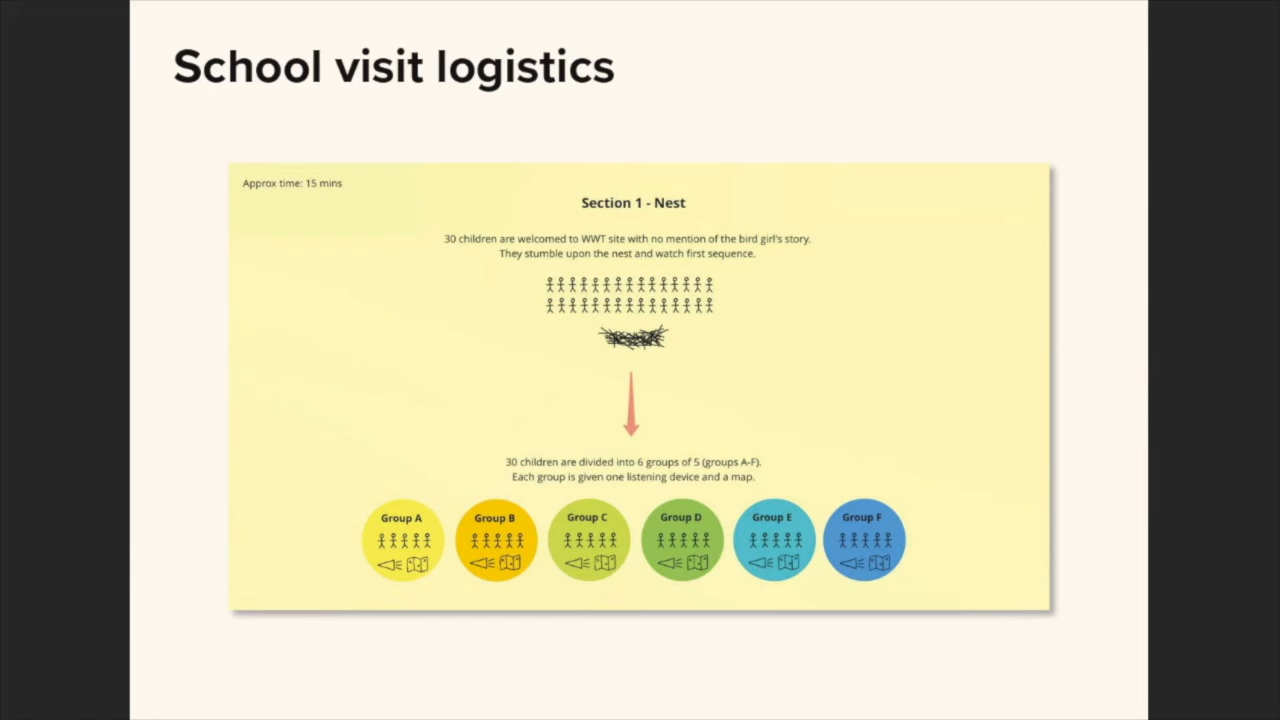 School visit logistics
Approx time: 15 mins
Section 1 - Nest
30 children are welcomed to WWT site with no mention of the bird girl's story.
They stumble upon the nest and watch first sequence.
30 children are divided into 6 groups of 5 (groups A-F).
Each group is given one listening device and a map.
Group A
Group B
Group C
Group D
Group E
Group F